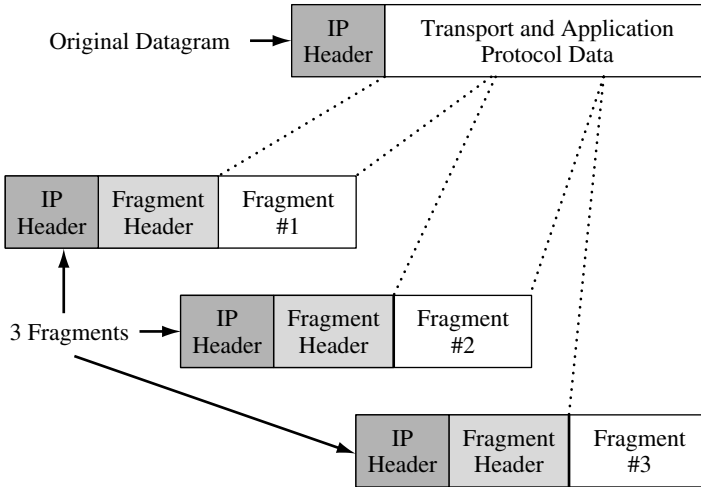 Original Datagram
IP
Header
Transport and Application
Protocol Data
IP
Header
Fragment
Header
Fragment
#1
3 Fragments
IP
Header
Fragment
Header
Fragment
#2
IP
Header
Fragment
Header
Fragment
#3